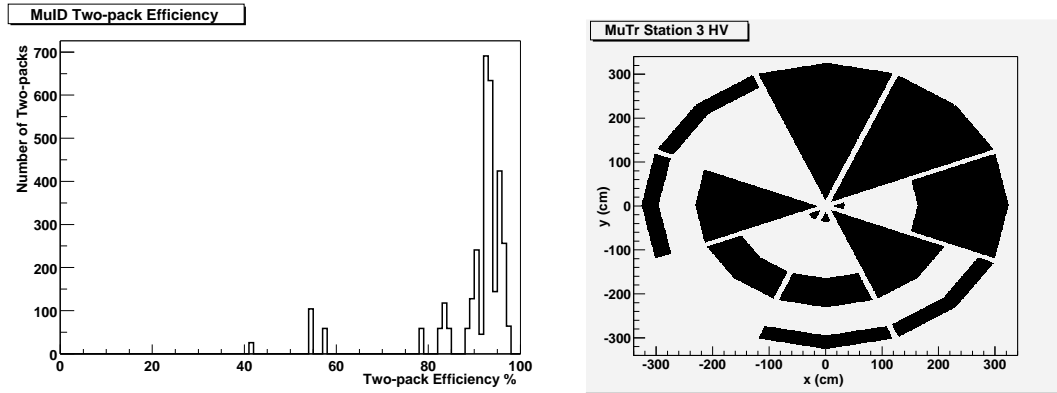 MuID Two-pack Efficiency
Number of Two-packs
700
600
500
400
300
200
100
0
0 20 40 60 80 100
Two-pack Efficiency %
MuTr Station 3 HV
y (cm)
300
200
100
0
-100
-200
-300
-300 -200 -100 0 100 200 300
x (cm)